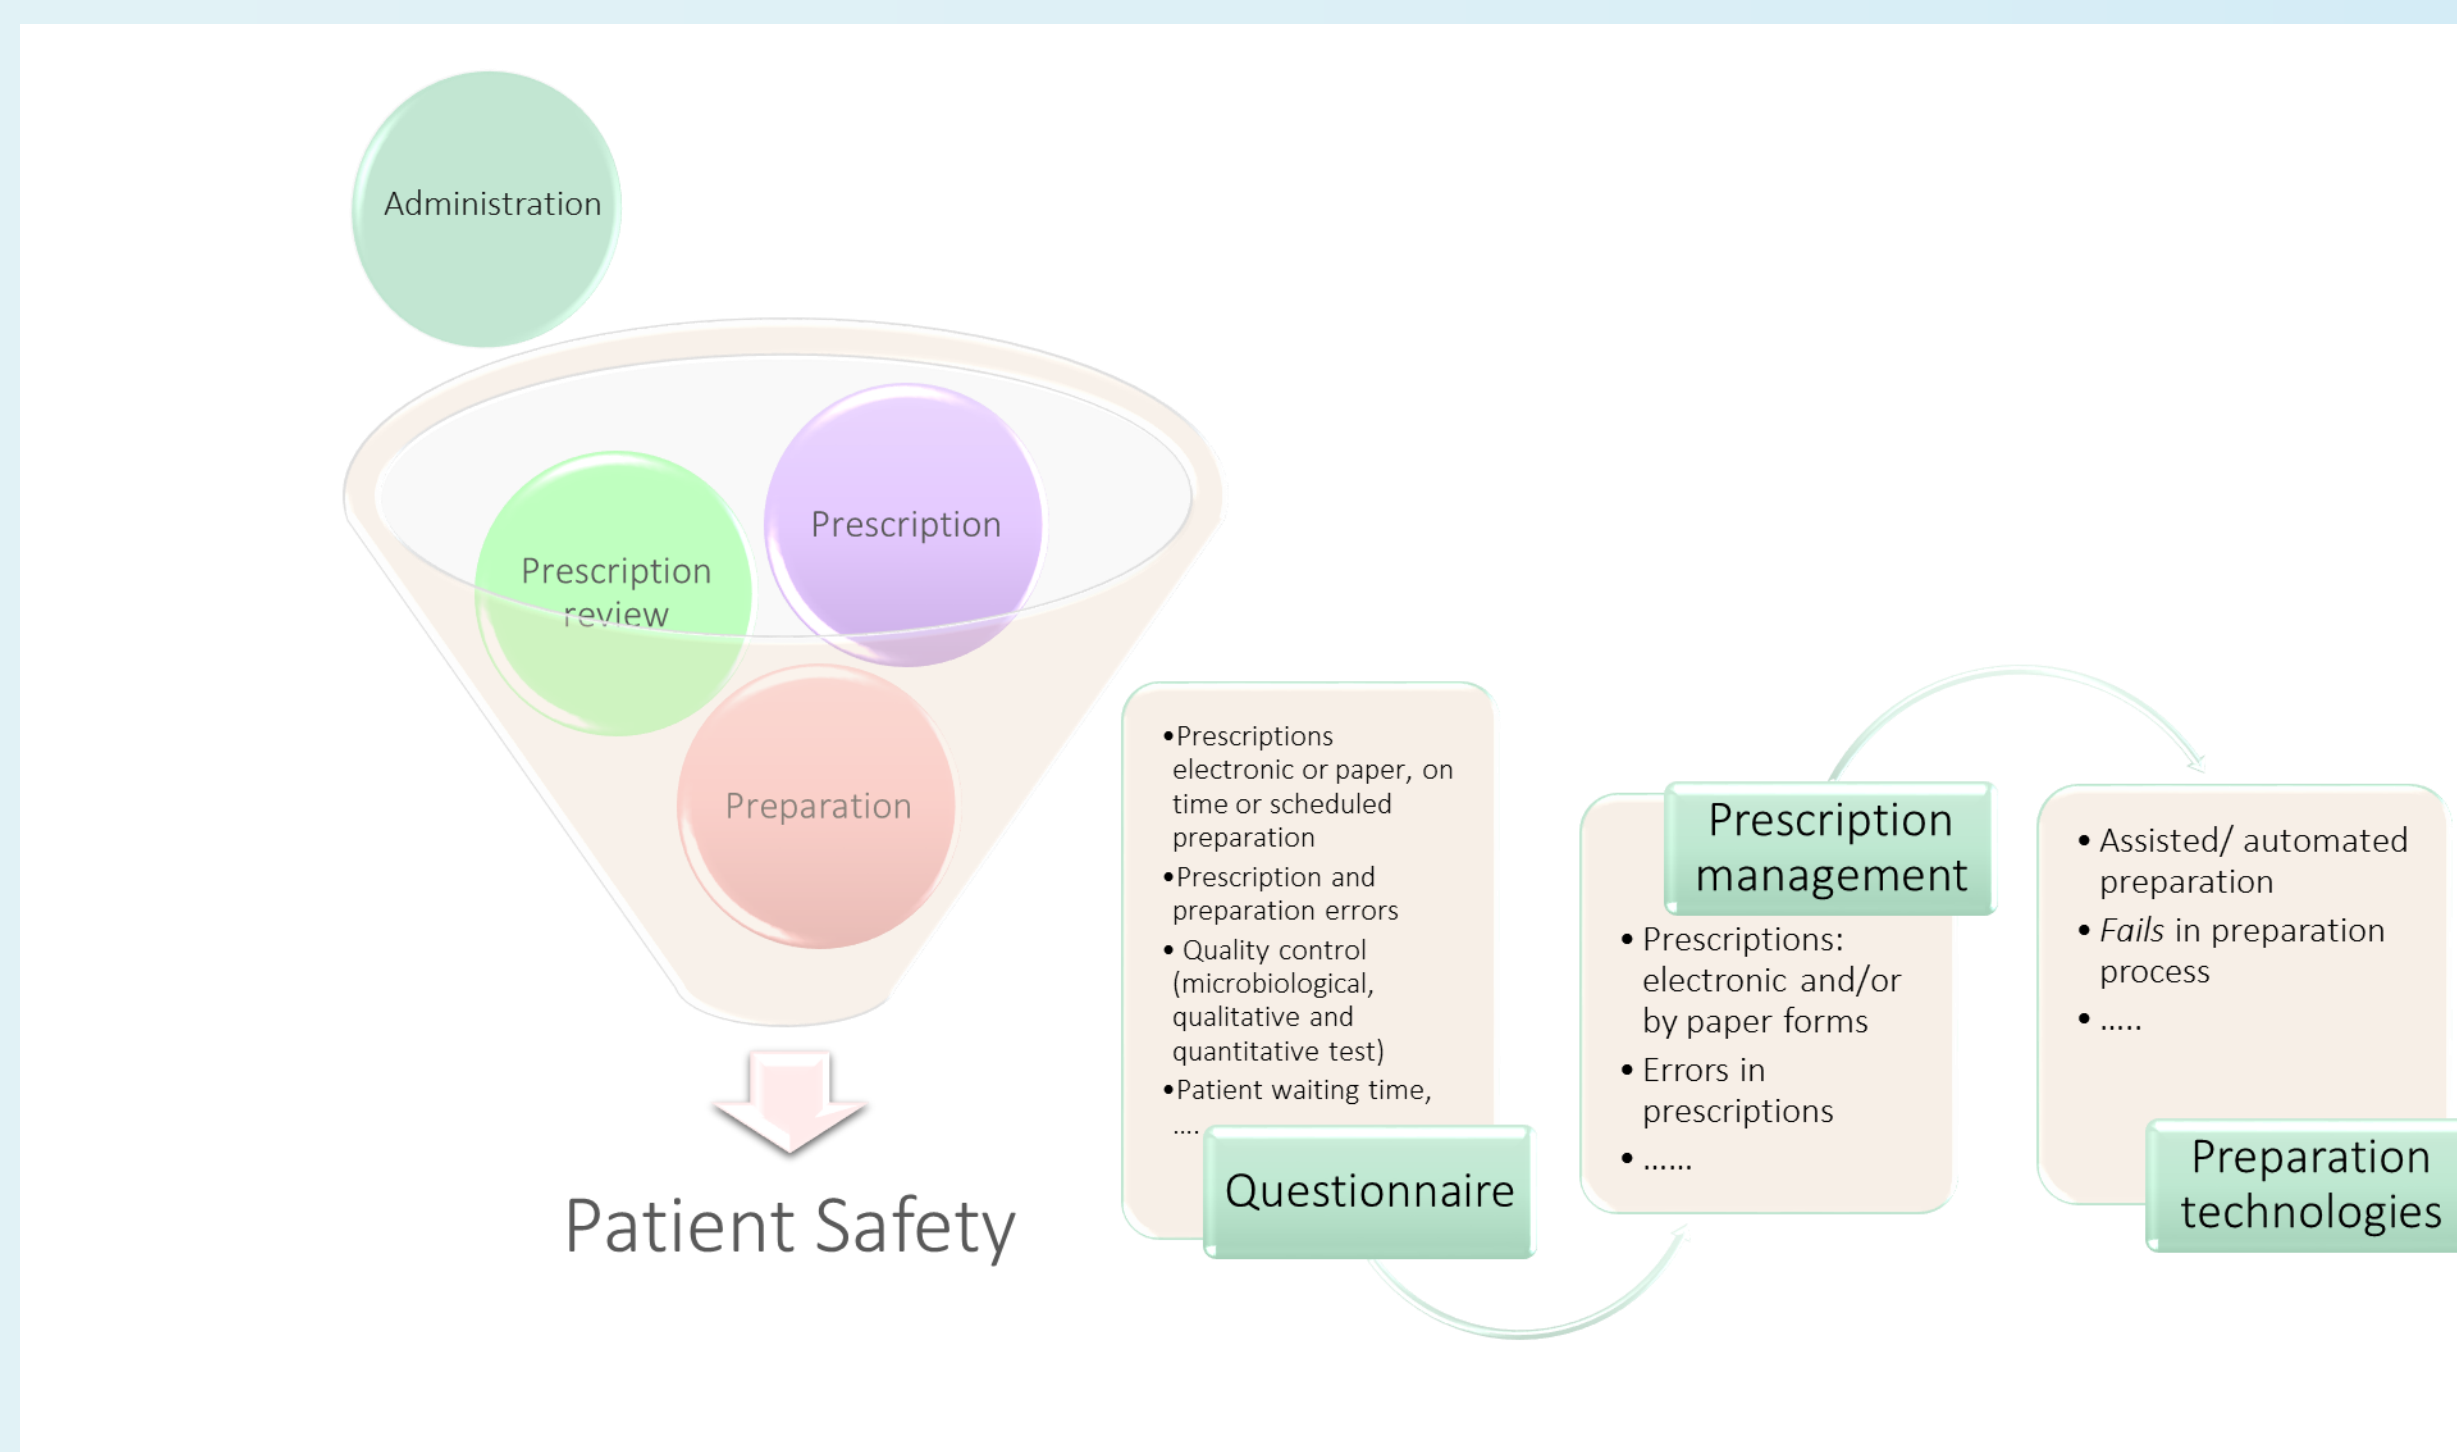 Administration
Prescription
Prescription
review
Preparation
Patient Safety
•Prescriptions
electronic or paper, on
time or scheduled
preparation
•Prescription and
preparation errors
• Quality control
(microbiological,
qualitative and
quantitative test)
•Patient waiting time,
....
Questionnaire
Prescription
management
• Prescriptions:
electronic and/or
by paper forms
• Errors in
prescriptions
• ......
• Assisted/ automated
preparation
• Fails in preparation
process
• .....
Preparation
technologies